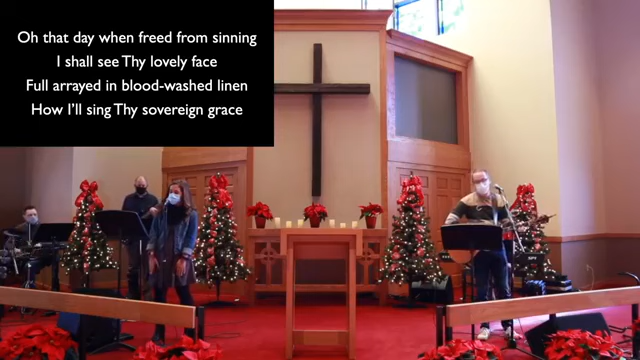 Oh that day when freed from sinning
I shall see Thy lovely face
Full arrayed in blood-washed linen
How I'll sing Thy sovereign grace